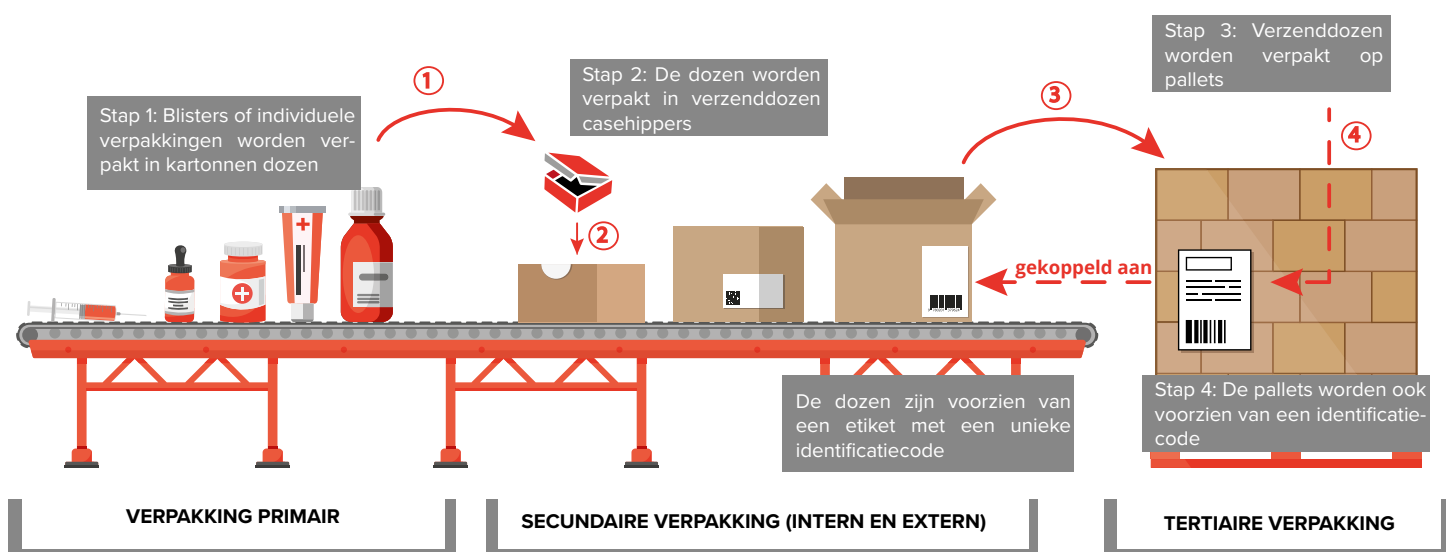 Stap 1: Blisters of individuele
verpakkingen worden ver-
pakt in kartonnen dozen
①
Stap 2: De dozen worden
verpakt in verzenddozen
casehippers
②
③
Stap 3: Verzenddozen
worden verpakt op
pallets
④
gekoppeld aan
De dozen zijn voorzien van
een etiket met een unieke
identificatiecode
Stap 4: De pallets worden ook
voorzien van een identificatie-
code
VERPAKKING PRIMAIR
SECUNDAIRE VERPAKKING (INTERN EN EXTERN)
TERTIAIRE VERPAKKING